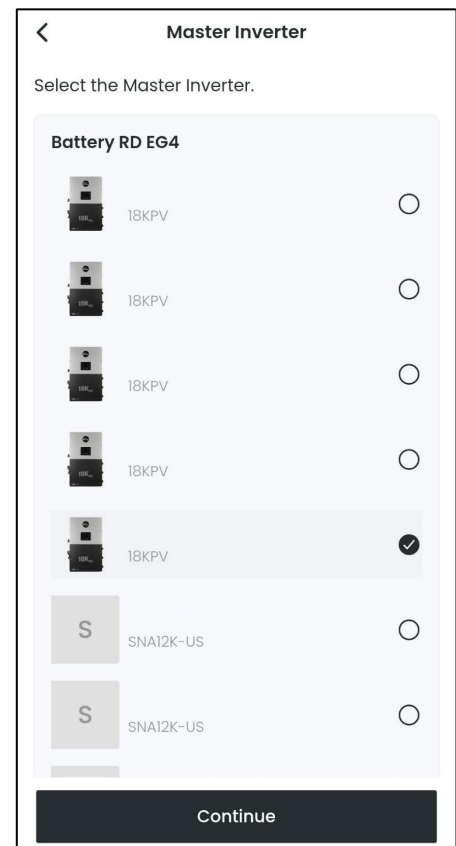 Master Inverter
Select the Master Inverter.
Battery RD EG4
18KPV
18KPV
18KPV
18KPV
18KPV
S
SNA12K-US
S
SNA12K-US
Continue